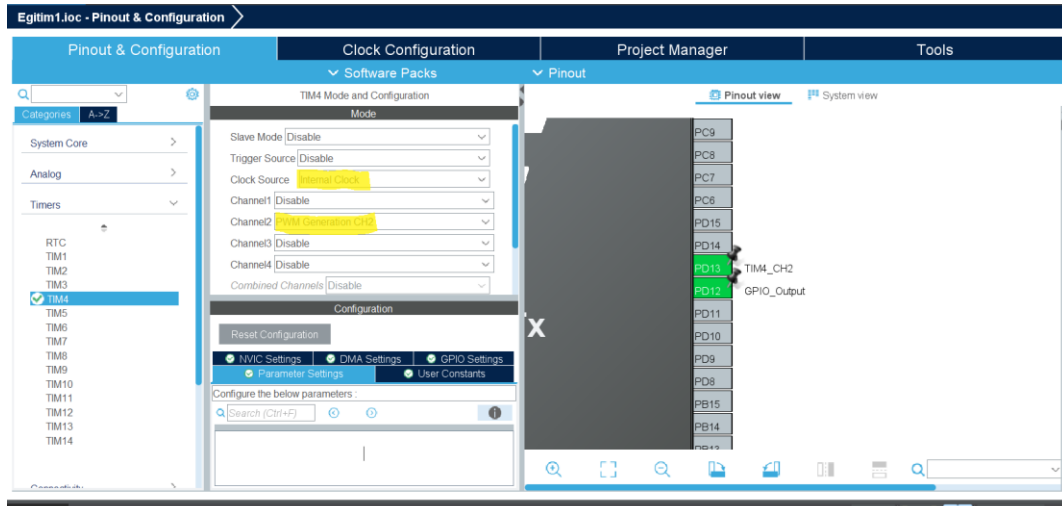 Egitim1.ioc - Pinout & Configuration
Pinout & Configuration
Clock Configuration
Project Manager
Tools
Software Packs
Pinout
Categories
A->Z
System Core
Analog
Timers
RTC
TIM1
TIM2
TIM3
TIM4
TIM5
TIM6
TIM7
TIM8
TIM9
TIM10
TIM11
TIM12
TIM13
TIM14
TIM4 Mode and Configuration
Mode
Slave Mode Disable
Trigger Source Disable
Clock Source Internal Clock
Channel1 Disable
Channel2 PWM Generation CH2
Channel3 Disable
Channel4 Disable
Combined Channels Disable
Configuration
Reset Configuration
NVIC Settings
DMA Settings
GPIO Settings
Parameter Settings
User Constants
Configure the below parameters :
Search (Ctrl+F)
Pinout view
System view
PC9
PC8
PC7
PC6
PD15
PD14
PD13 TIM4_CH2
PD12 GPIO_Output
PD11
PD10
PD9
PD8
PB15
PB14
x